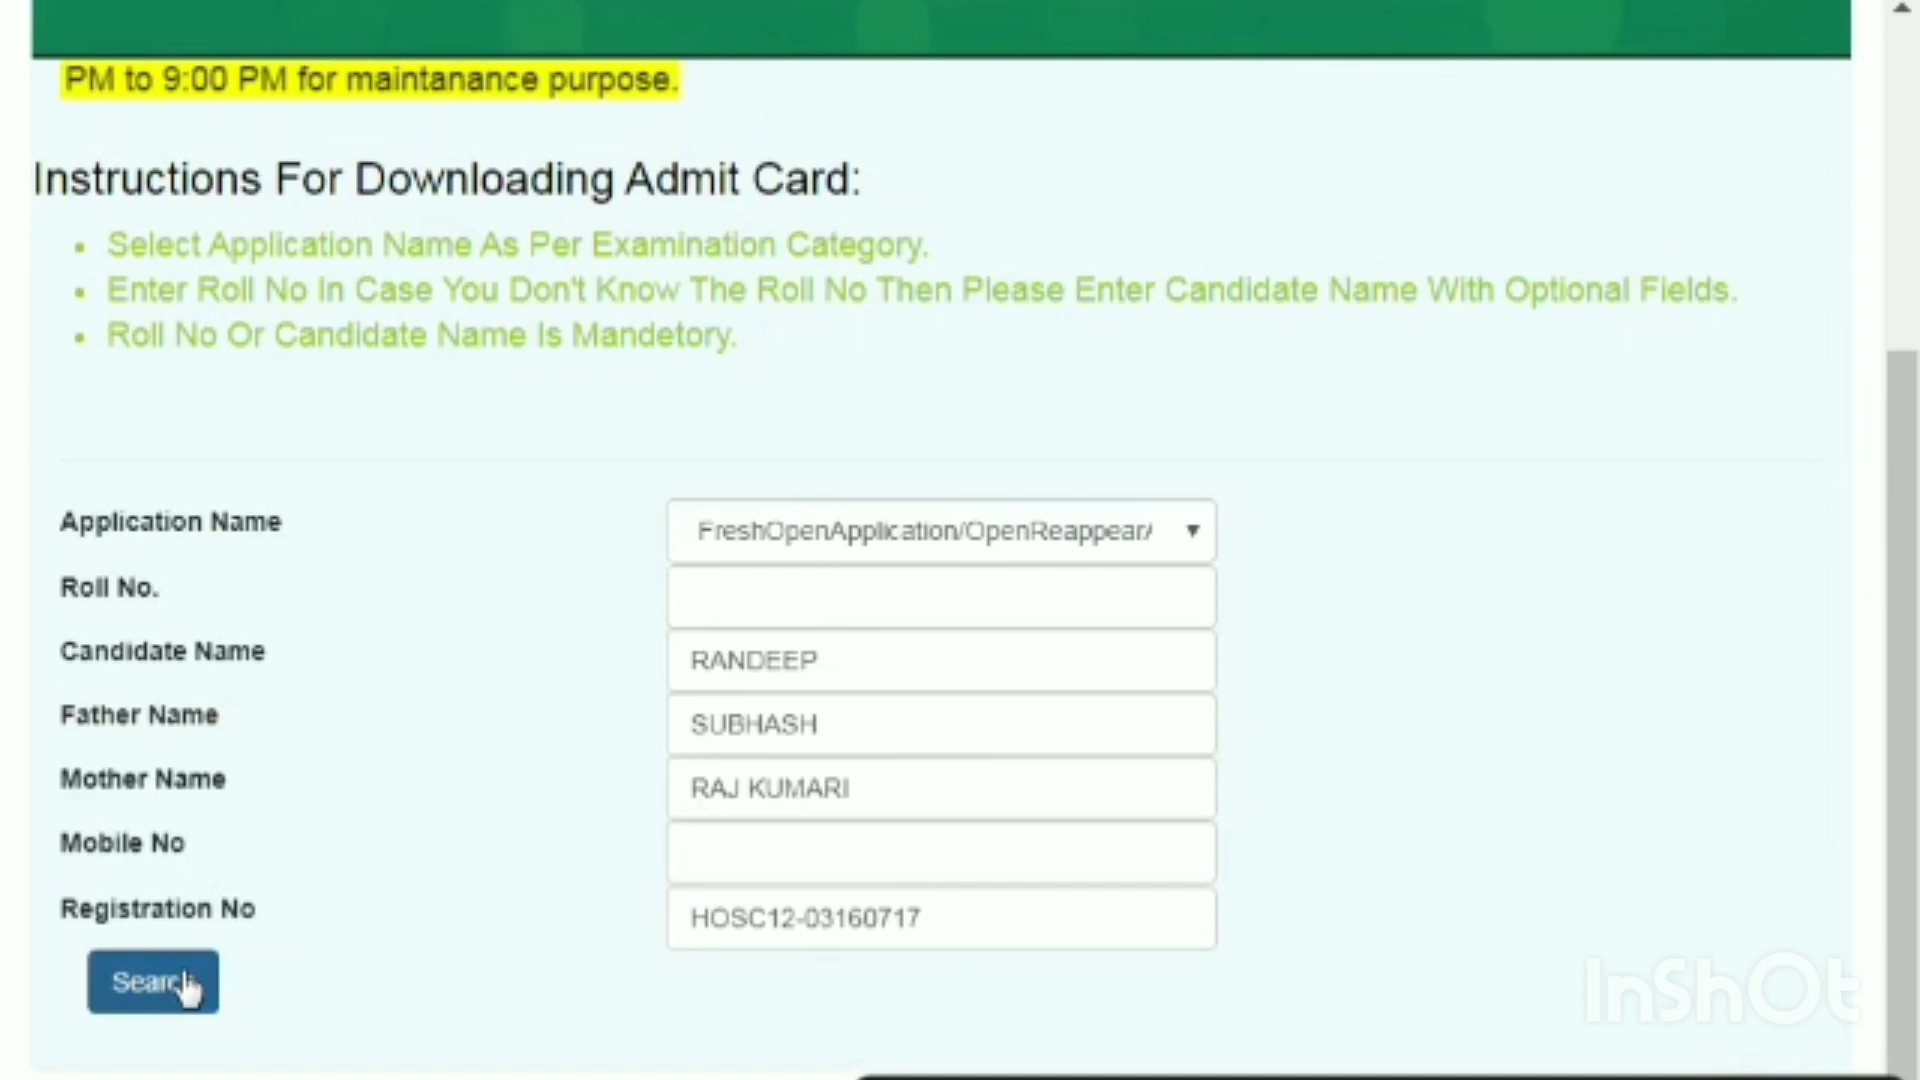 PM to 9:00 PM for maintanance purpose.
Instructions For Downloading Admit Card:
Select Application Name As Per Examination Category.
Enter Roll No In Case You Don't Know The Roll No Then Please Enter Candidate Name With Optional Fields.
Roll No Or Candidate Name Is Mandetory.
Application Name FreshOpenApplication/OpenReappear/
Roll No.
Candidate Name RANDEEP
Father Name SUBHASH
Mother Name RAJ KUMARI
Mobile No
Registration No HOSC12-03160717
Search
InShOt